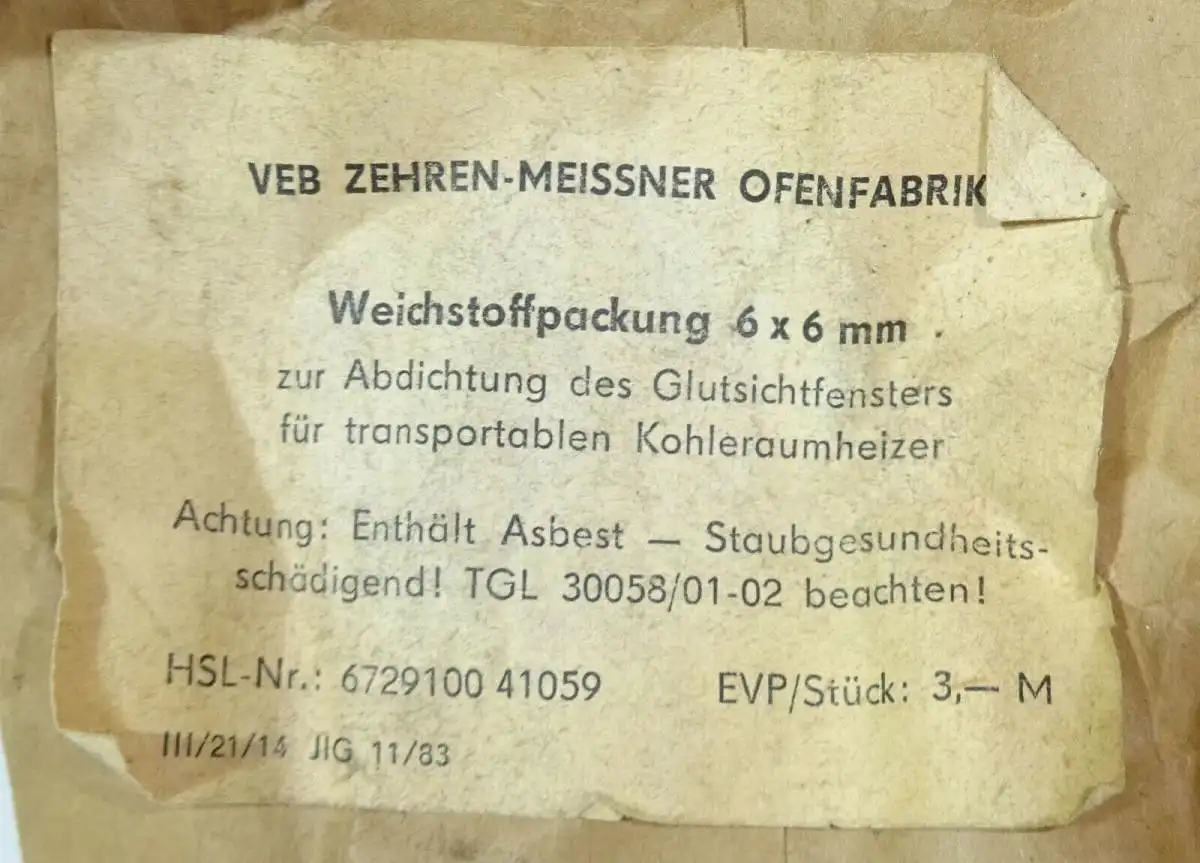 VEB ZEHREN-MEISSNER OFENFABRIK
Weichstoffpackung 6 x 6 mm
zur Abdichtung des Glutsichtfensters
für transportablen Kohleraumheizer
Achtung: Enthält Asbest — Staubgesundheits-
schädigend! TGL 30058/01-02 beachten!
HSL-Nr.: 6729100 41059 EVP/Stück: 3,— M
III/21/14 JIG 11/83